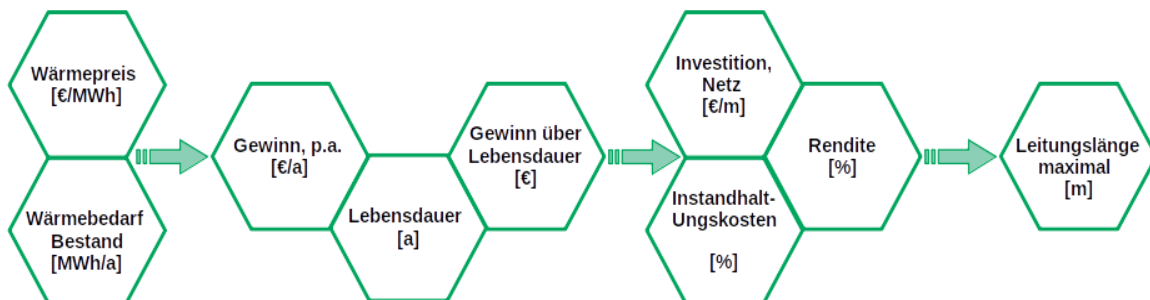 Wärmepreis
[€/MWh]
Wärmebedarf
Bestand
[MWh/a]
Gewinn, p.a.
[€/a]
Lebensdauer
[a]
Gewinn über
Lebensdauer
[€]
Investition,
Netz
[€/m]
Instandhalt-
Ungskosten
[%]
Rendite
[%]
Leitungslänge
maximal
[m]